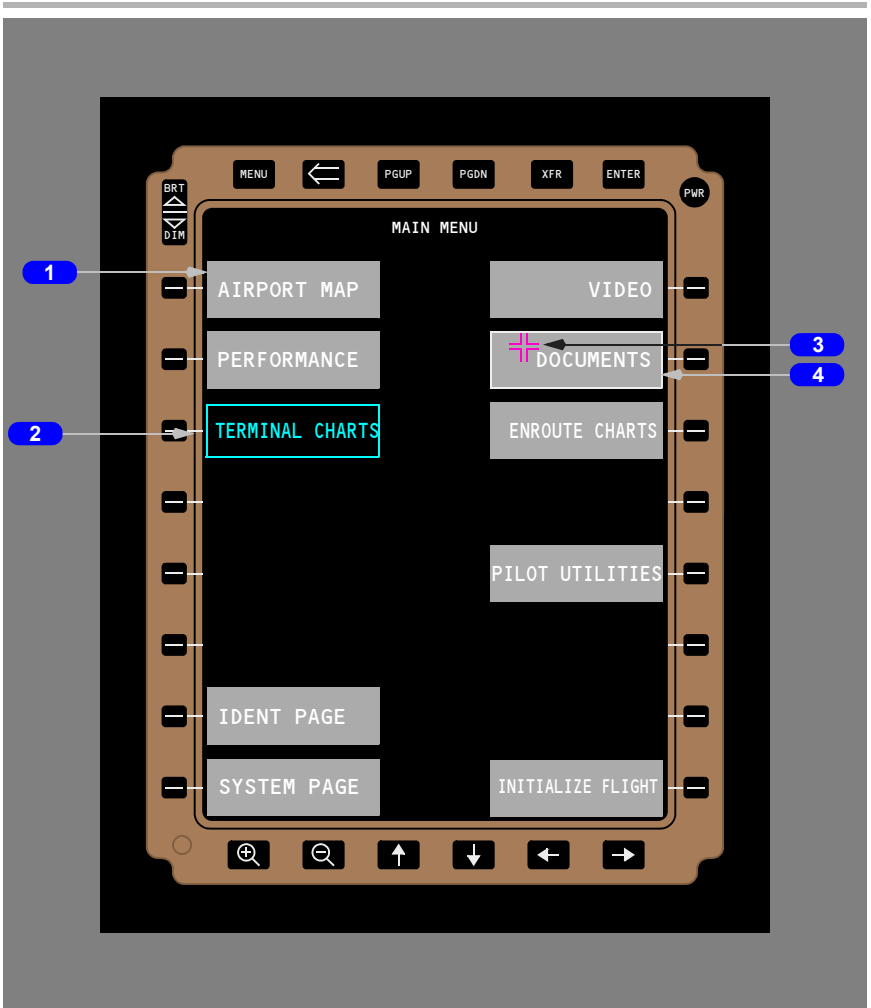 MENU PGUP PGDN XFR ENTER
BRT
DIM
PWR
MAIN MENU
1
AIRPORT MAP
VIDEO
PERFORMANCE
DOCUMENTS
3
4
2
TERMINAL CHARTS
ENROUTE CHARTS
PILOT UTILITIES
IDENT PAGE
SYSTEM PAGE
INITIALIZE FLIGHT